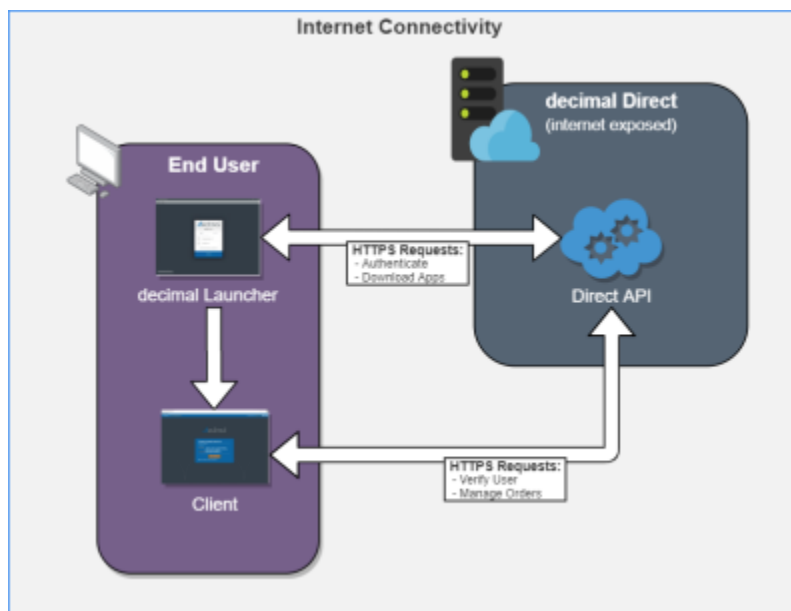 Internet Connectivity
decimal Direct
(internet exposed)
End User
HTTPS Requests:
- Authenticate
- Download Apps
decimal Launcher
Direct API
HTTPS Requests:
- Verify User
- Manage Orders
Client